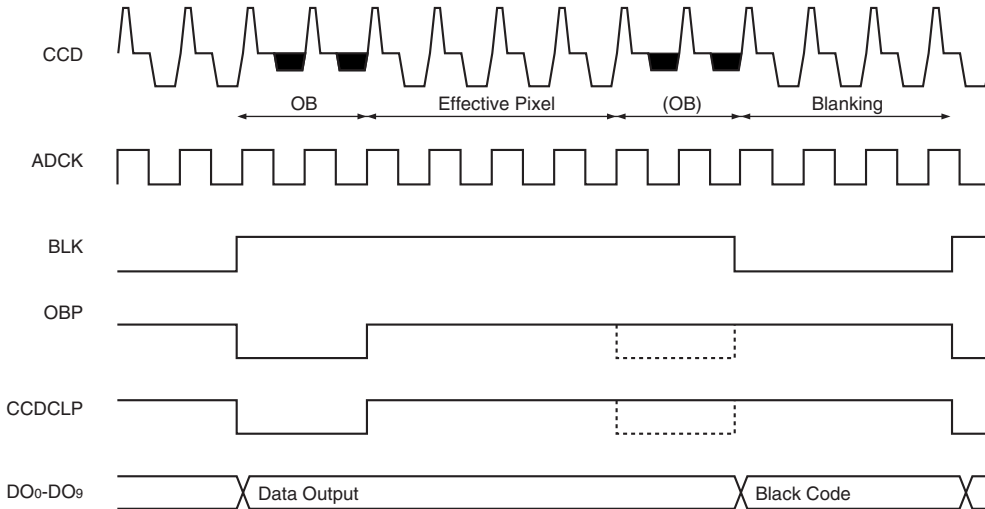 CCD
OB
Effective Pixel
(OB)
Blanking
ADCK
BLK
OBP
CCDCLP
DO0-DO9
Data Output
Black Code